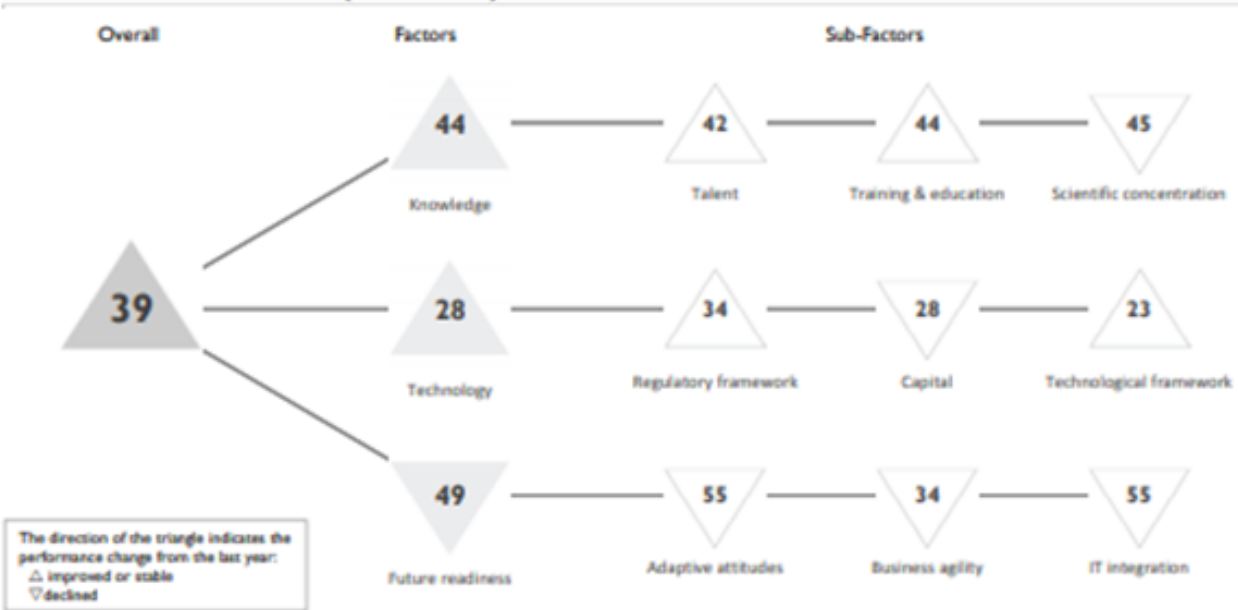 Overall Factors Sub-Factors
44 42 44 45
Knowledge Talent Training & education Scientific concentration
39 28 34 28 23
Technology Regulatory framework Capital Technological framework
49 55 34 55
Future readiness Adaptive attitudes Business agility IT integration
The direction of the triangle indicates the
performance change from the last year:
△ improved or stable
▽ declined